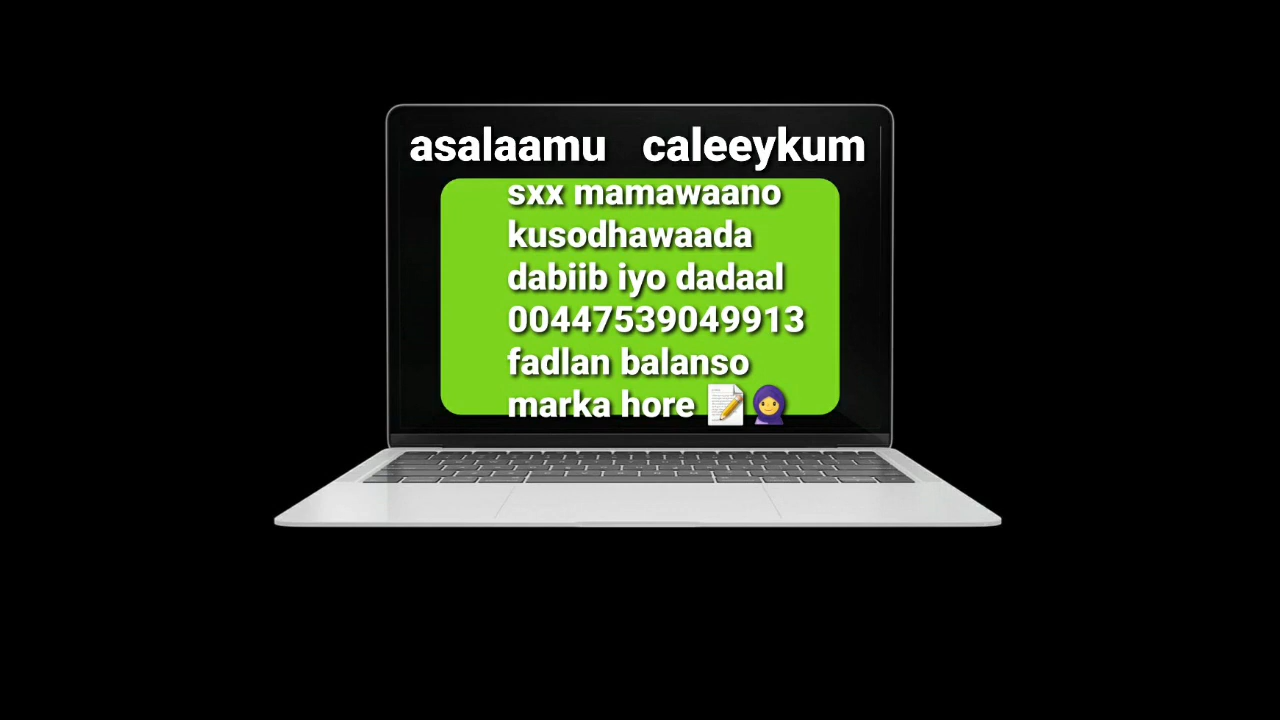 asalaamu caleeykum
sxx mamawaano
kusodhawaada
dabiib iyo dadaal
00447539049913
fadlan balanso
marka hore 📝🧕